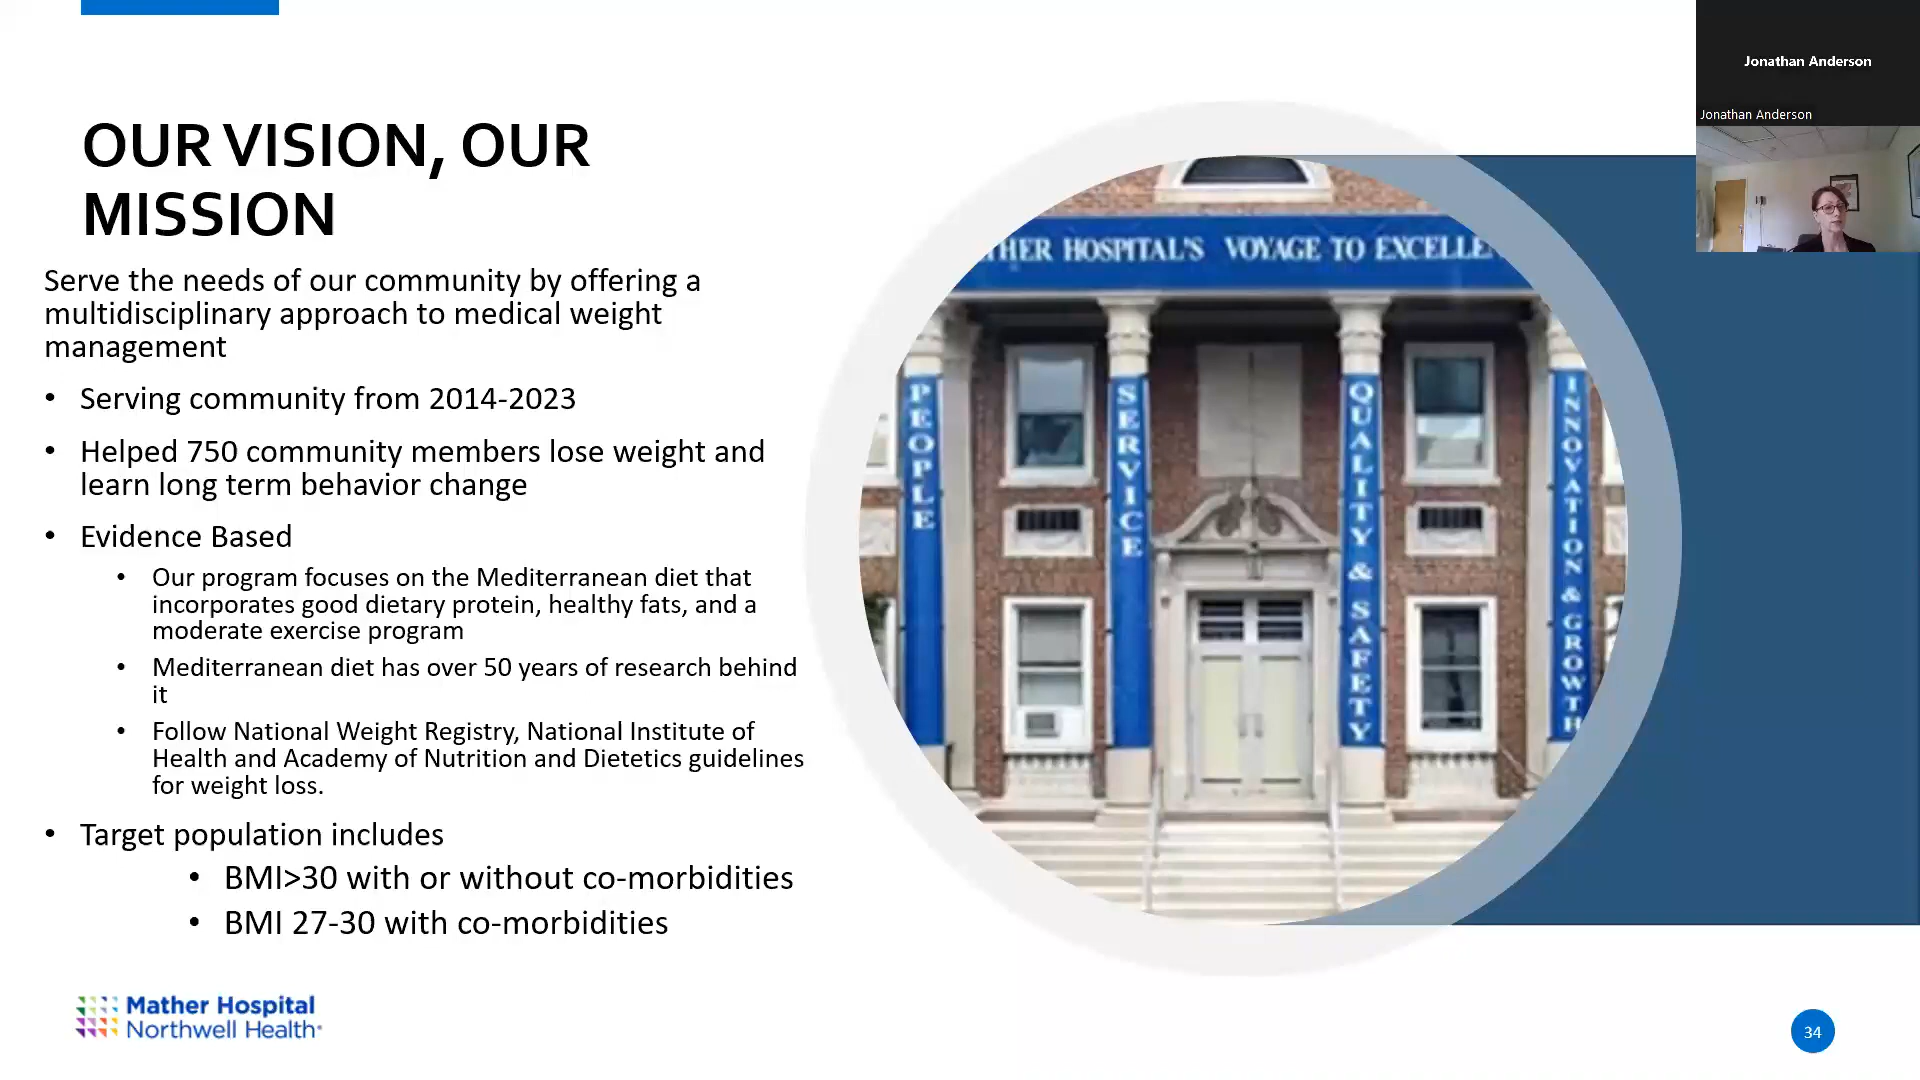 Jonathan Anderson
Jonathan Anderson
OUR VISION, OUR
MISSION
Serve the needs of our community by offering a
multidisciplinary approach to medical weight
management
• Serving community from 2014-2023
• Helped 750 community members lose weight and
learn long term behavior change
• Evidence Based
• Our program focuses on the Mediterranean diet that
incorporates good dietary protein, healthy fats, and a
moderate exercise program
• Mediterranean diet has over 50 years of research behind
it
• Follow National Weight Registry, National Institute of
Health and Academy of Nutrition and Dietetics guidelines
for weight loss.
• Target population includes
• BMI>30 with or without co-morbidities
• BMI 27-30 with co-morbidities
HER HOSPITAL'S VOYAGE TO EXCELLE
PEOPLE
SERVICE
QUALITY & SAFETY
INNOVATION & GROWTH
Mather Hospital
Northwell Health®
34